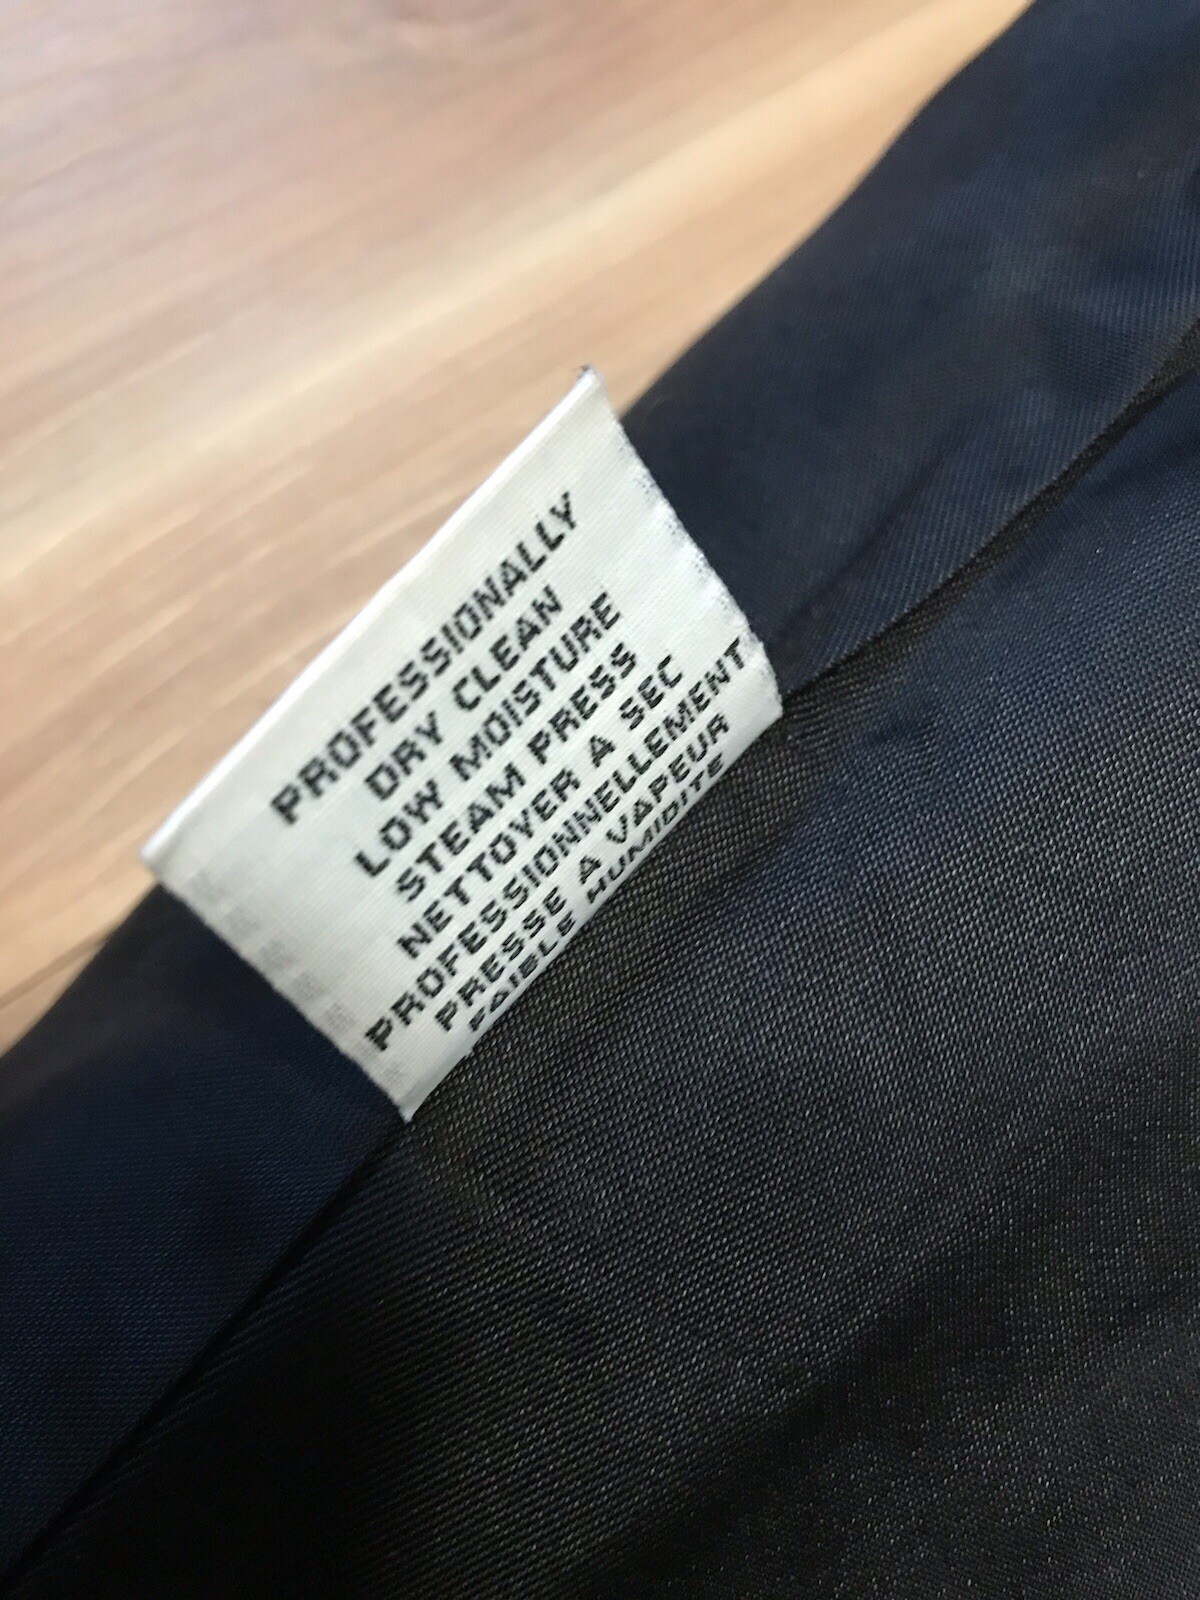 PROFESSIONALLY
DRY CLEAN
LOW MOISTURE
STEAM PRESS
NETTOYER A SEC
PROFESSIONNELLEMENT
PRESSE A VAPEUR
FAIBLE HUMIDITE